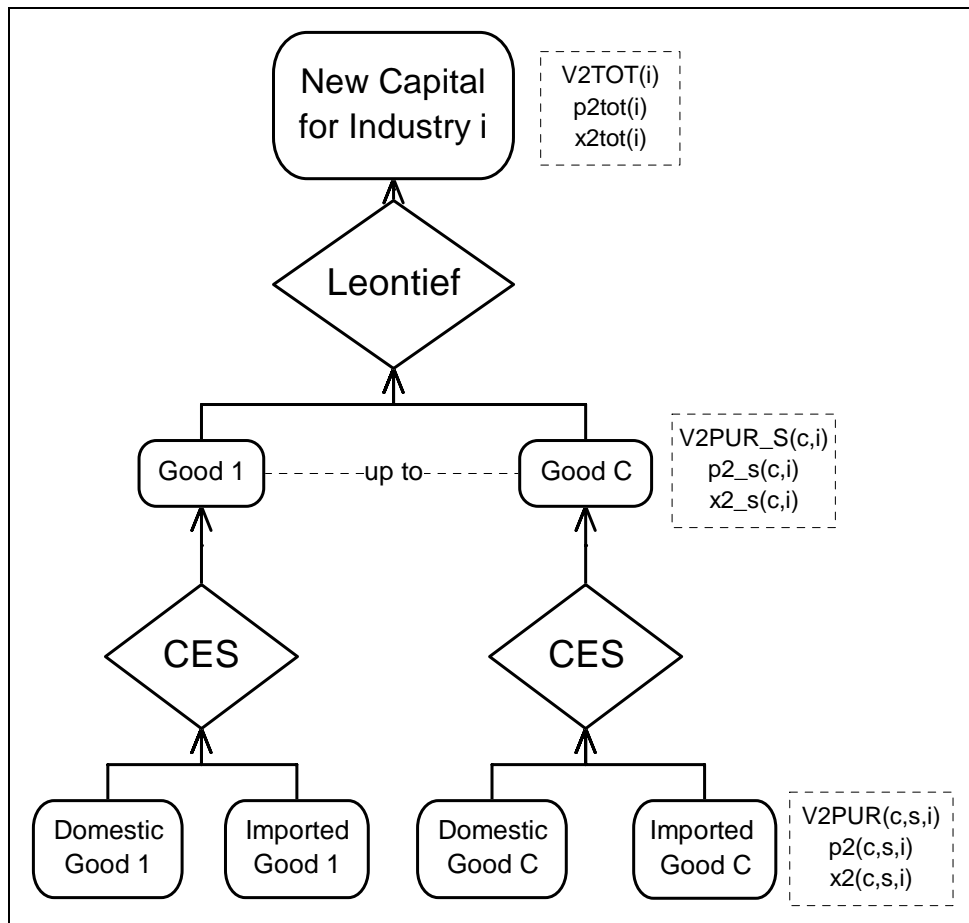 New Capital
for Industry i
V2TOT(i)
p2tot(i)
x2tot(i)
Leontief
Good 1
up to
Good C
V2PUR_S(c,i)
p2_s(c,i)
x2_s(c,i)
CES
CES
Domestic
Good 1
Imported
Good 1
Domestic
Good C
Imported
Good C
V2PUR(c,s,i)
p2(c,s,i)
x2(c,s,i)